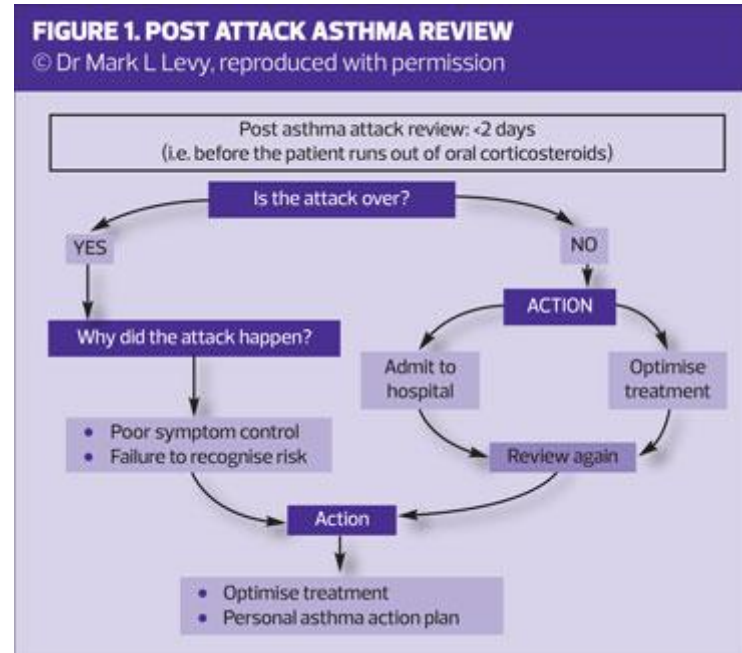 FIGURE 1. POST ATTACK ASTHMA REVIEW
© Dr Mark L Levy, reproduced with permission
Post asthma attack review: <2 days
(i.e. before the patient runs out of oral corticosteroids)
Is the attack over?
YES
NO
Why did the attack happen?
ACTION
Admit to
hospital
Optimise
treatment
• Poor symptom control
• Failure to recognise risk
Review again
Action
• Optimise treatment
• Personal asthma action plan